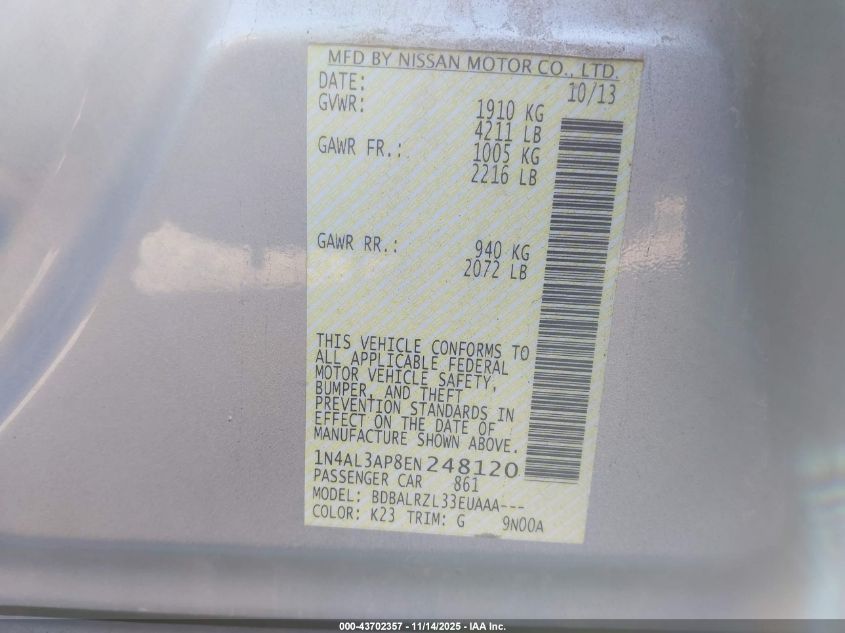 MFD BY NISSAN MOTOR CO., LTD.
DATE: 10/13
GVWR: 1910 KG
4211 LB
GAWR FR.: 1005 KG
2216 LB
GAWR RR.: 940 KG
2072 LB
THIS VEHICLE CONFORMS TO
ALL APPLICABLE FEDERAL
MOTOR VEHICLE SAFETY,
BUMPER, AND THEFT
PREVENTION STANDARDS IN
EFFECT ON THE DATE OF
MANUFACTURE SHOWN ABOVE.
1N4AL3AP8EN248120
PASSENGER CAR 861
MODEL: BDBALRZL33EUAAA---
COLOR: K23 TRIM: G 9N00A
000-43702357 - 11/14/2025 - IAA Inc.